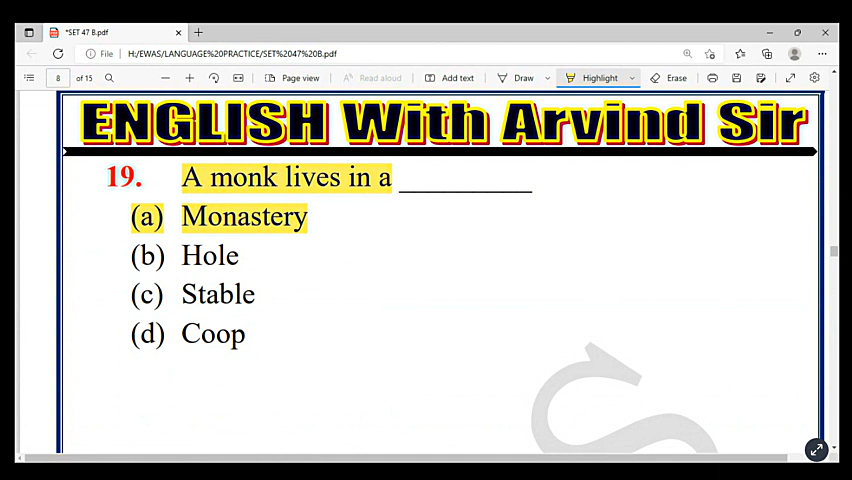 *SET 47 B.pdf
File
H:/EWAS/LANGUAGE%20PRACTICE/SET%2047%20B.pdf
8 of 15
Page view
Read aloud
Add text
Draw
Highlight
Erase
ENGLISH With Arvind Sir
19. A monk lives in a __________
(a) Monastery
(b) Hole
(c) Stable
(d) Coop
S